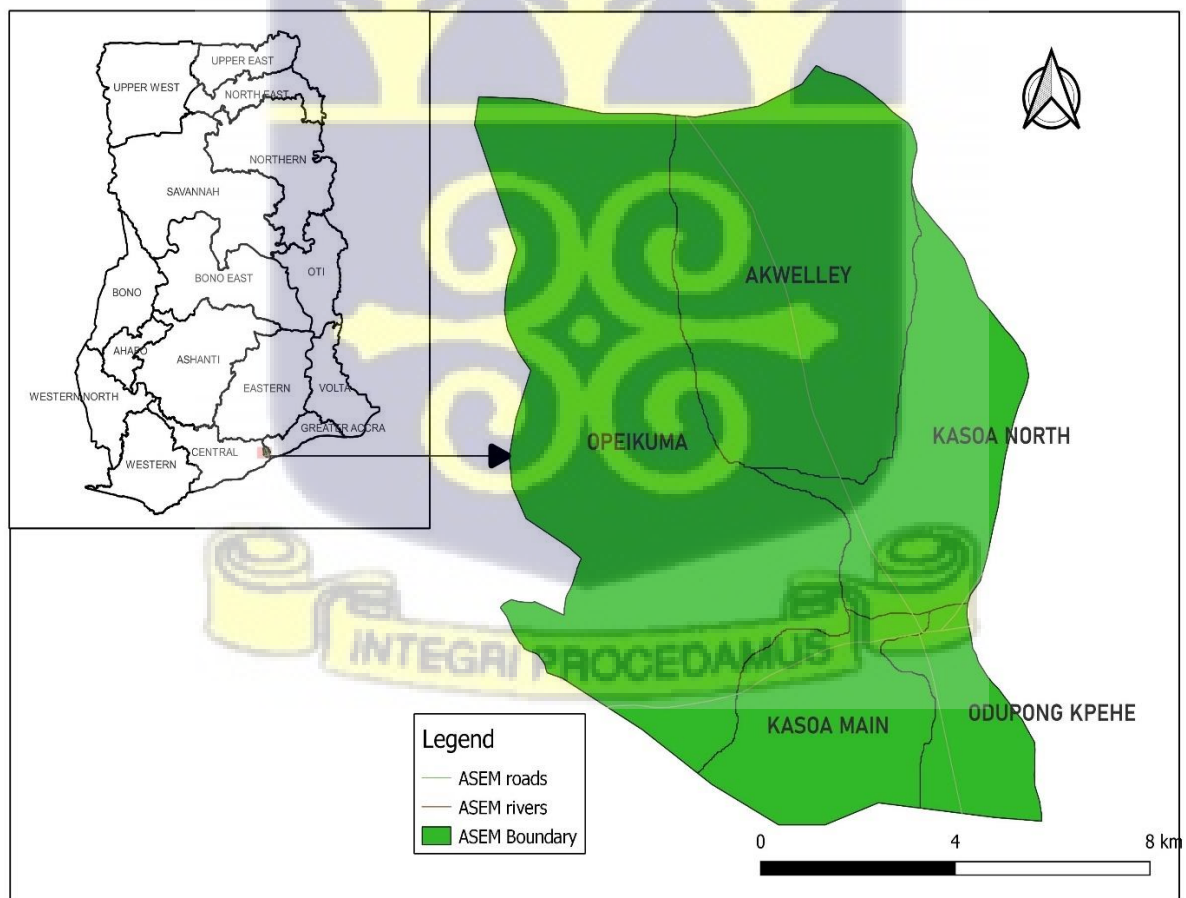 UPPER EAST
UPPER WEST
NORTH EAST
NORTHERN
SAVANNAH
OTI
BONO EAST
BONO
AHAFO
ASHANTI
EASTERN
VOLTA
WESTERN NORTH
GREATER ACCRA
CENTRAL
WESTERN
AKWELLEY
OPEIKUMA
KASOA NORTH
INTEGRI PROCEDAMUS
ODUPONG KPEHE
KASOA MAIN
Legend
ASEM roads
ASEM rivers
ASEM Boundary
0 4 8 km